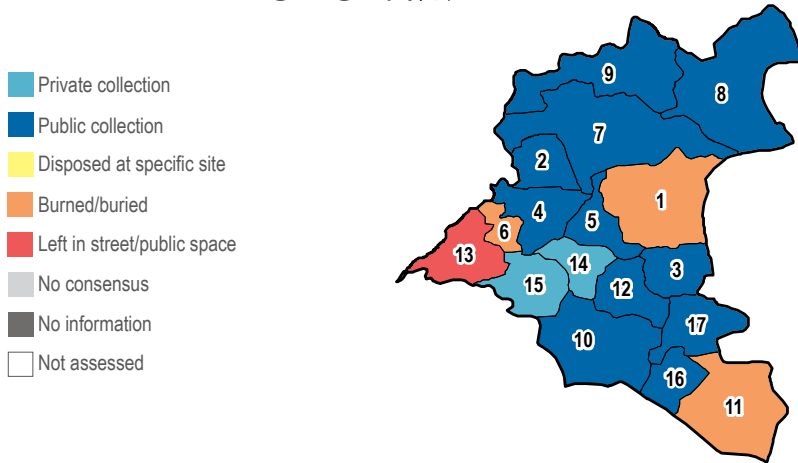 Private collection
Public collection
Disposed at specific site
Burned/buried
Left in street/public space
No consensus
No information
Not assessed
9
8
7
2
1
4
5
6
13
14
3
15
12
17
10
16
11